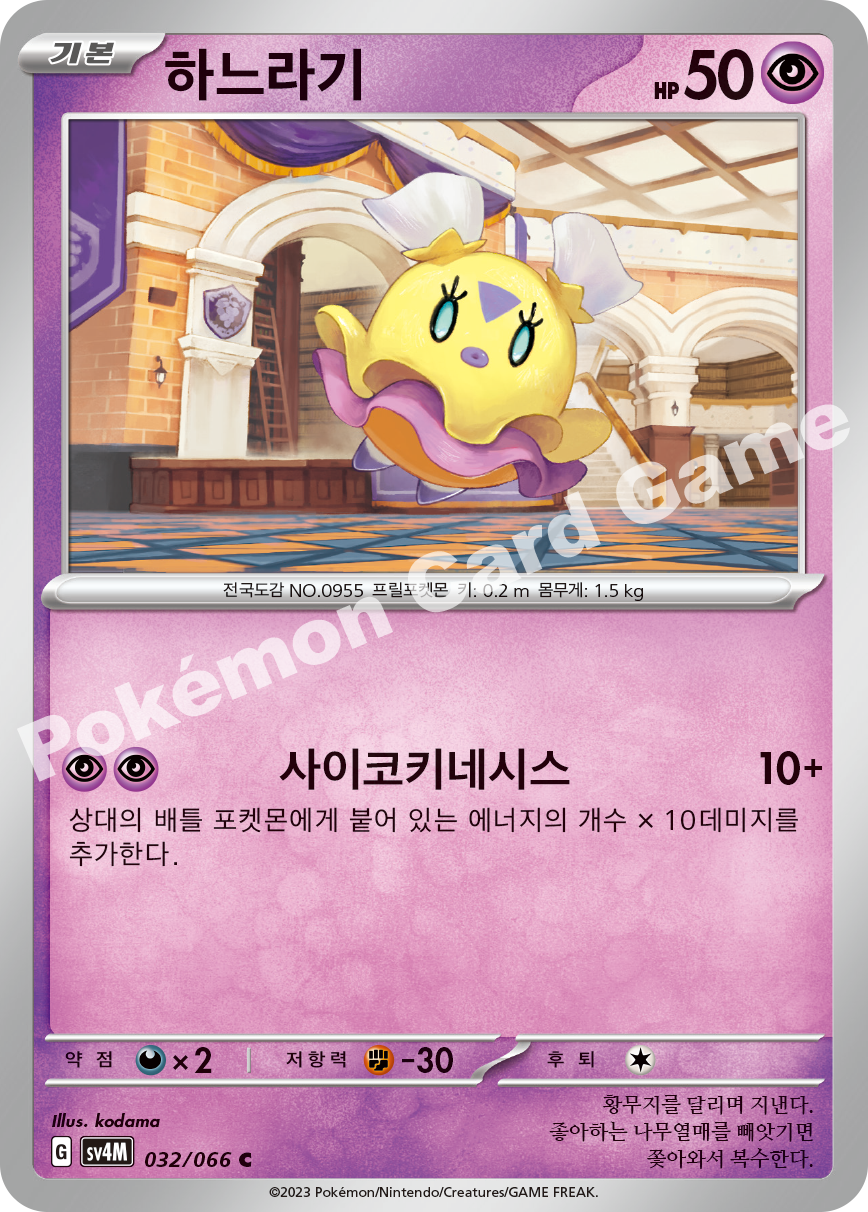 기본
하느라기
HP 50
전국도감 NO.0955 프릴포켓몬 키: 0.2 m 몸무게: 1.5 kg
Pokémon Card Game
사이코키네시스 10+
상대의 배틀 포켓몬에게 붙어 있는 에너지의 개수 × 10데미지를
추가한다.
약점 ×2 저항력 -30 후퇴
Illus. kodama
G sv4M 032/066 C
황무지를 달리며 지낸다.
좋아하는 나무열매를 빼앗기면
쫓아와서 복수한다.
©2023 Pokémon/Nintendo/Creatures/GAME FREAK.